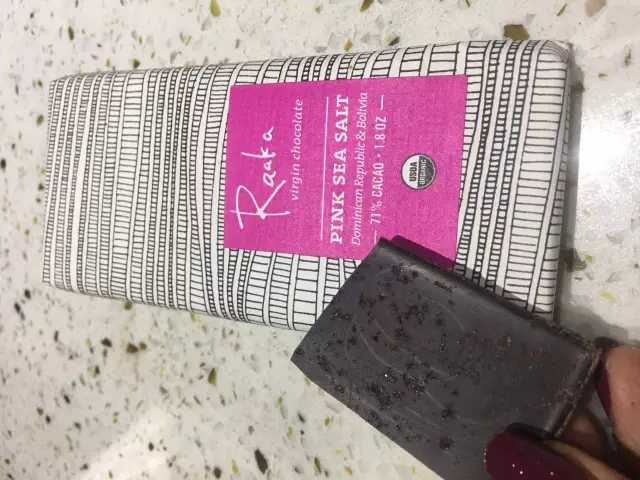 Raaka
virgin chocolate
PINK SEA SALT
Dominican Republic & Bolivia
71% CACAO · 1.8 OZ
USDA
ORGANIC